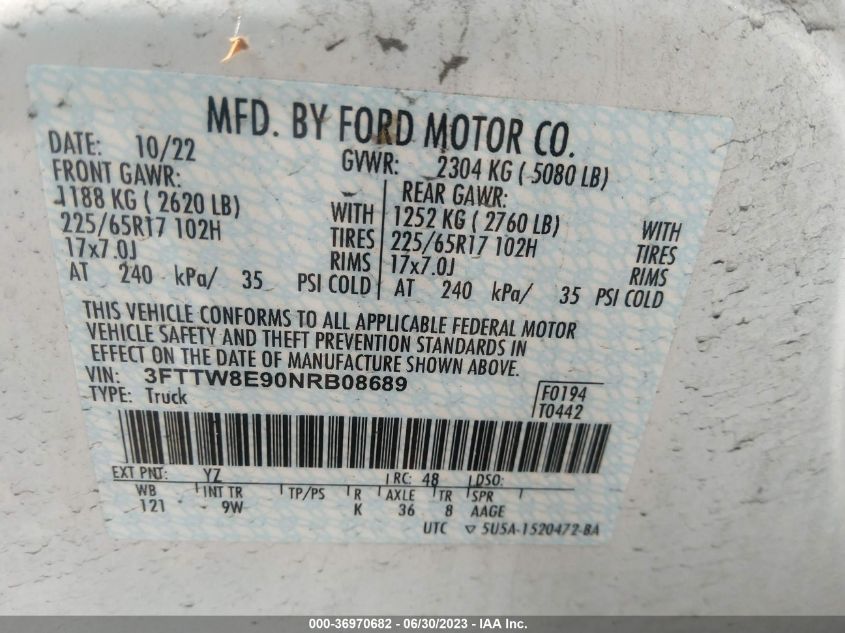 MFD. BY FORD MOTOR CO.
DATE: 10/22 GVWR: 2304 KG ( 5080 LB)
FRONT GAWR: REAR GAWR:
1188 KG ( 2620 LB) WITH 1252 KG ( 2760 LB) WITH
225/65R17 102H TIRES 225/65R17 102H TIRES
17x7.0J RIMS 17x7.0J RIMS
AT 240 kPa/ 35 PSI COLD AT 240 kPa/ 35 PSI COLD
THIS VEHICLE CONFORMS TO ALL APPLICABLE FEDERAL MOTOR
VEHICLE SAFETY AND THEFT PREVENTION STANDARDS IN
EFFECT ON THE DATE OF MANUFACTURE SHOWN ABOVE.
VIN: 3FTTW8E90NRB08689 F0194
TYPE: Truck T0442
EXT PNT: YZ RC: 48 DSO:
WB INT TR TP/PS R AXLE TR SPR
121 9W K 36 8 AAGE
UTC ▽ 5U5A-1520472-BA
000-36970682 - 06/30/2023 - IAA Inc.